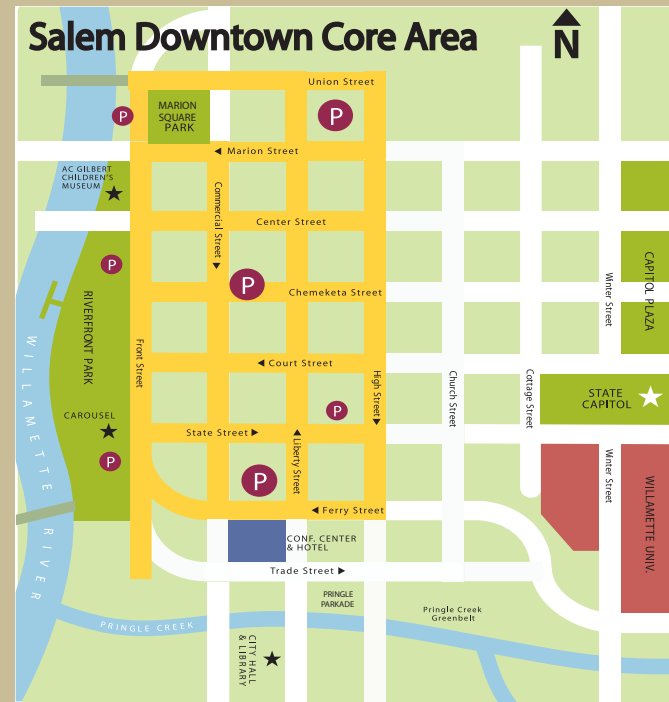 Salem Downtown Core Area
N
Union Street
P
P
MARION
SQUARE
PARK
Marion Street
AC GILBERT
CHILDREN'S
MUSEUM
Commercial Street
Center Street
P
P
Chemeketa Street
RIVERFRONT PARK
Winter Street
CAPITOL PLAZA
WILLAMETTE RIVER
Front Street
Court Street
High Street
Church Street
Cottage Street
STATE
CAPITOL
CAROUSEL
P
State Street
Liberty Street
P
P
Winter Street
WILLAMETTE UNIV.
Ferry Street
CONF. CENTER
& HOTEL
Trade Street
PRINGLE
PARKADE
Pringle Creek
Greenbelt
PRINGLE CREEK
CITY HALL
& LIBRARY